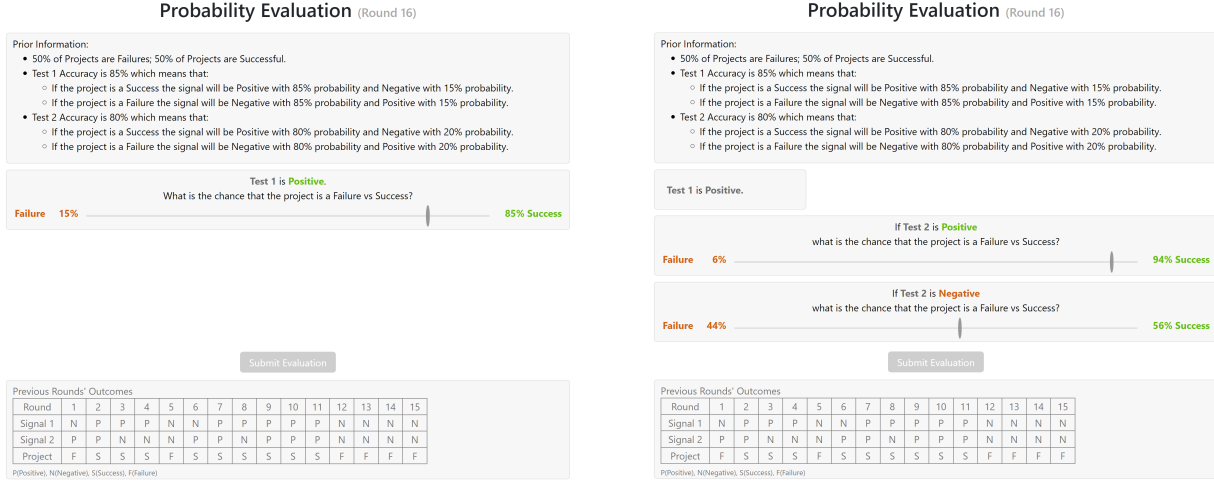 Probability Evaluation (Round 16)
Prior Information:
• 50% of Projects are Failures; 50% of Projects are Successful.
• Test 1 Accuracy is 85% which means that:
◦ If the project is a Success the signal will be Positive with 85% probability and Negative with 15% probability.
◦ If the project is a Failure the signal will be Negative with 85% probability and Positive with 15% probability.
• Test 2 Accuracy is 80% which means that:
◦ If the project is a Success the signal will be Positive with 80% probability and Negative with 20% probability.
◦ If the project is a Failure the signal will be Negative with 80% probability and Positive with 20% probability.
Test 1 is Positive.
What is the chance that the project is a Failure vs Success?
Failure 15% 85% Success
Submit Evaluation
Previous Rounds' Outcomes
Round 1 2 3 4 5 6 7 8 9 10 11 12 13 14 15
Signal 1 N P P P N N P P P P P N N N N
Signal 2 P P N N N P P N P P P N N N N
Project F S S S F S S S S S S F F F F
P(Positive), N(Negative), S(Success), F(Failure)
Probability Evaluation (Round 16)
Prior Information:
• 50% of Projects are Failures; 50% of Projects are Successful.
• Test 1 Accuracy is 85% which means that:
◦ If the project is a Success the signal will be Positive with 85% probability and Negative with 15% probability.
◦ If the project is a Failure the signal will be Negative with 85% probability and Positive with 15% probability.
• Test 2 Accuracy is 80% which means that:
◦ If the project is a Success the signal will be Positive with 80% probability and Negative with 20% probability.
◦ If the project is a Failure the signal will be Negative with 80% probability and Positive with 20% probability.
Test 1 is Positive.
If Test 2 is Positive
what is the chance that the project is a Failure vs Success?
Failure 6% 94% Success
If Test 2 is Negative
what is the chance that the project is a Failure vs Success?
Failure 44% 56% Success
Submit Evaluation
Previous Rounds' Outcomes
Round 1 2 3 4 5 6 7 8 9 10 11 12 13 14 15
Signal 1 N P P P N N P P P P P N N N N
Signal 2 P P N N N P P N P P P N N N N
Project F S S S F S S S S S S F F F F
P(Positive), N(Negative), S(Success), F(Failure)